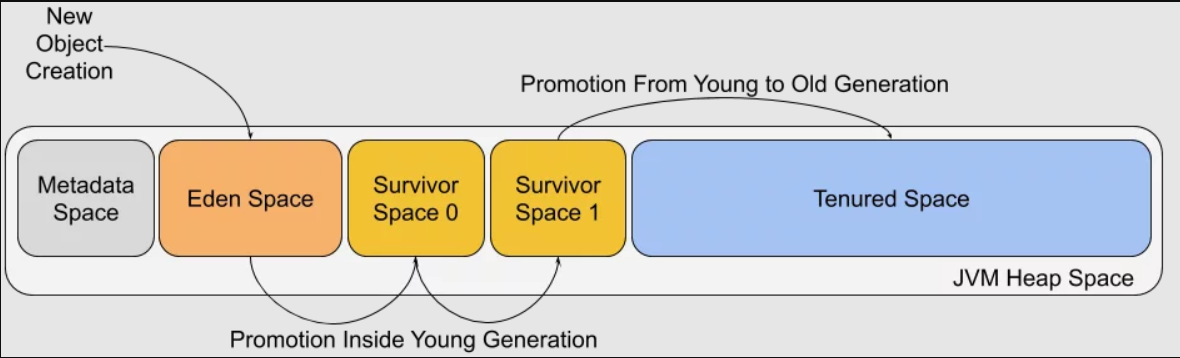 New
Object
Creation
Promotion From Young to Old Generation
Metadata
Space
Eden Space
Survivor
Space 0
Survivor
Space 1
Tenured Space
JVM Heap Space
Promotion Inside Young Generation